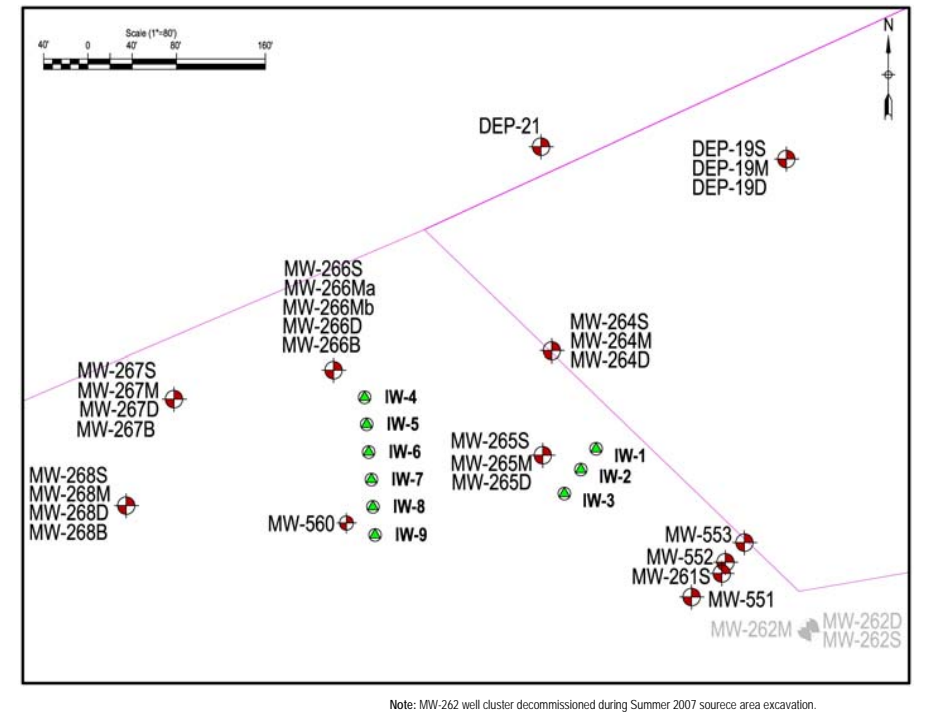 Scale (1"=80')
40' 0 40' 80' 160'
N
DEP-21
DEP-19S
DEP-19M
DEP-19D
MW-266S
MW-266Ma
MW-266Mb
MW-266D
MW-266B
MW-264S
MW-264M
MW-264D
MW-267S
MW-267M
MW-267D
MW-267B
IW-4
IW-5
IW-6
IW-7
IW-8
IW-9
MW-265S
MW-265M
MW-265D
IW-1
IW-2
IW-3
MW-268S
MW-268M
MW-268D
MW-268B
MW-560
MW-553
MW-552
MW-261S
MW-551
MW-262M
MW-262D
MW-262S
Note: MW-262 well cluster decommissioned during Summer 2007 sourece area excavation.